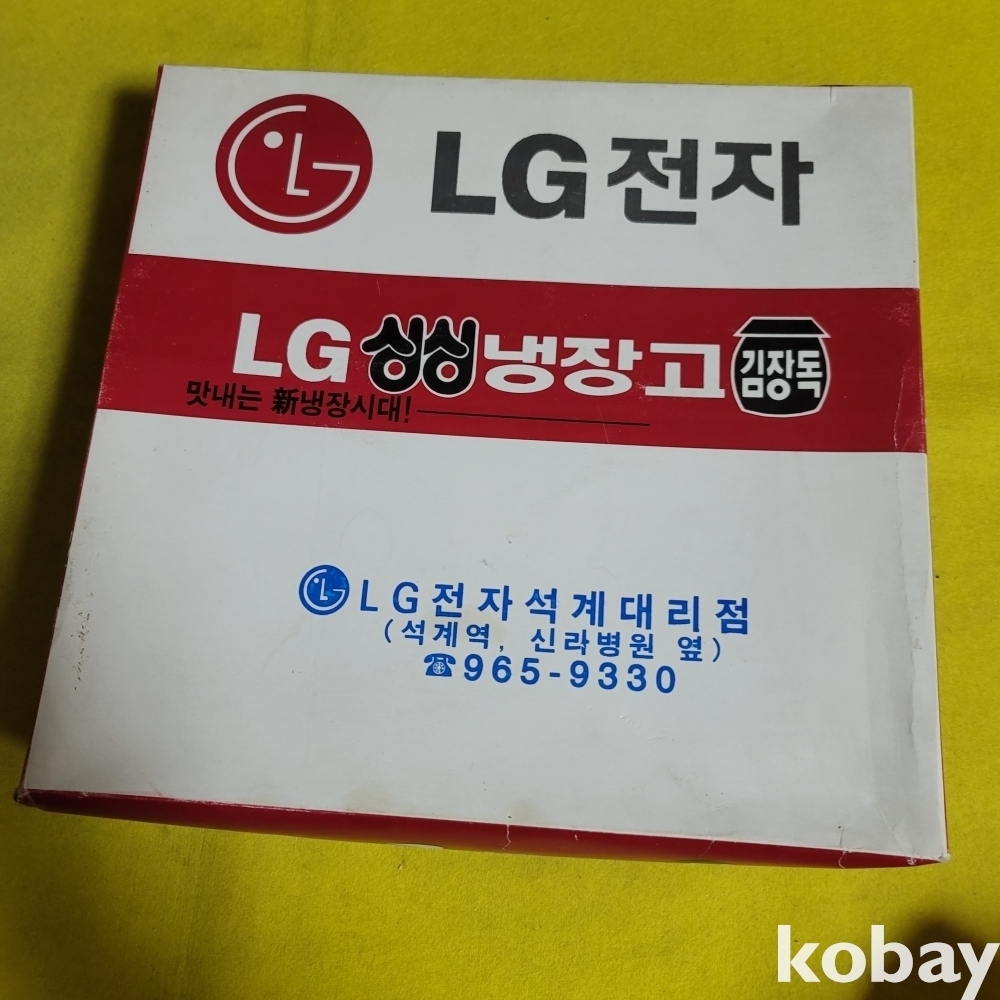 LG LG전자
LG 싱싱냉장고 김장독
맛내는 新냉장시대!
LG LG전자석계대리점
(석계역, 신라병원 옆)
☎965-9330
kobay